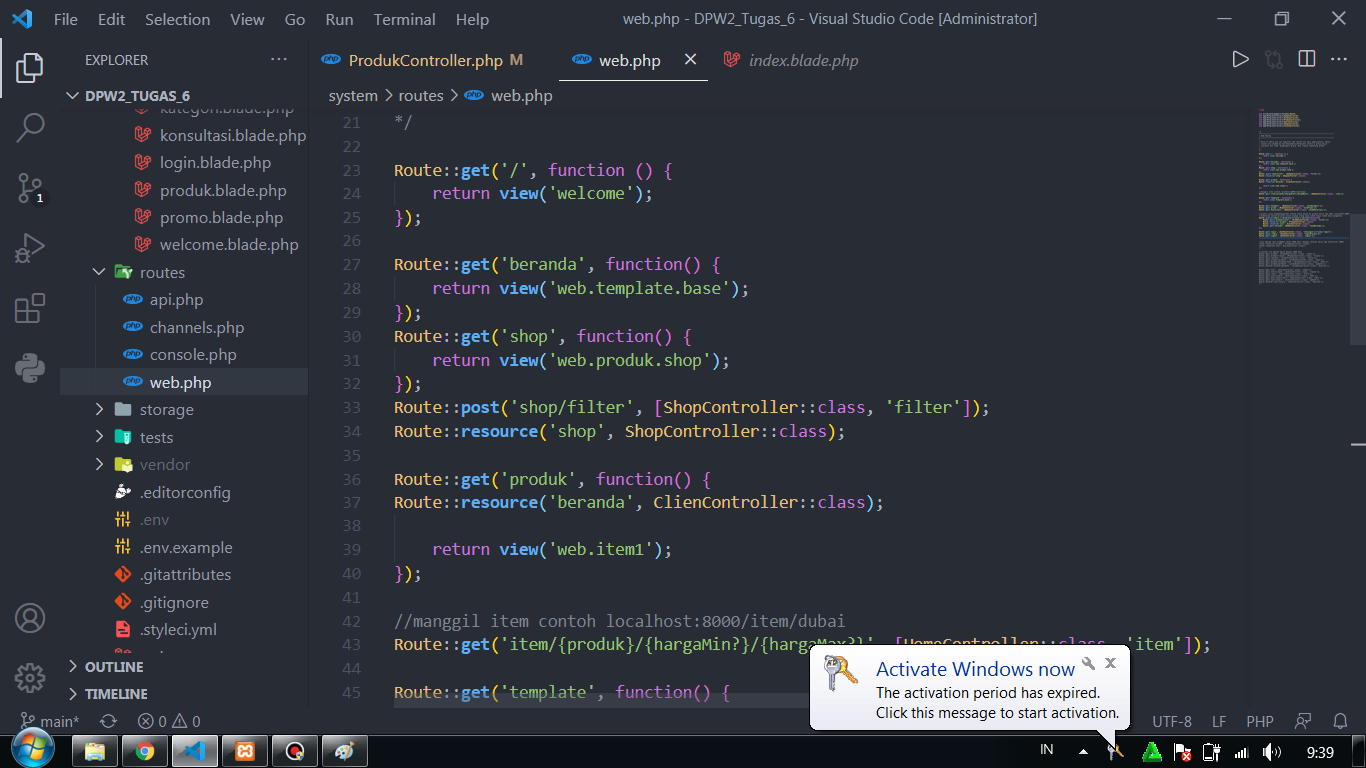 File Edit Selection View Go Run Terminal Help
web.php - DPW2_Tugas_6 - Visual Studio Code [Administrator]
EXPLORER
DPW2_TUGAS_6
kategori.blade.php
konsultasi.blade.php
login.blade.php
produk.blade.php
promo.blade.php
welcome.blade.php
routes
api.php
channels.php
console.php
web.php
storage
tests
vendor
.editorconfig
.env
.env.example
.gitattributes
.gitignore
.styleci.yml
OUTLINE
TIMELINE
1
ProdukController.php M
web.php
index.blade.php
system > routes > web.php
21 */
22
23 Route::get('/', function () {
24     return view('welcome');
25 });
26
27 Route::get('beranda', function() {
28     return view('web.template.base');
29 });
30 Route::get('shop', function() {
31     return view('web.produk.shop');
32 });
33 Route::post('shop/filter', [ShopController::class, 'filter']);
34 Route::resource('shop', ShopController::class);
35
36 Route::get('produk', function() {
37 Route::resource('beranda', ClienController::class);
38
39     return view('web.item1');
40 });
41
42 //manggil item contoh localhost:8000/item/dubai
43 Route::get('item/{produk}/{hargaMin?}/{hargaMax?}', [HomeController::class, 'item']);
44
45 Route::get('template', function() {
Activate Windows now
The activation period has expired.
Click this message to start activation.
main* 0 0
UTF-8 LF PHP
IN 9:39